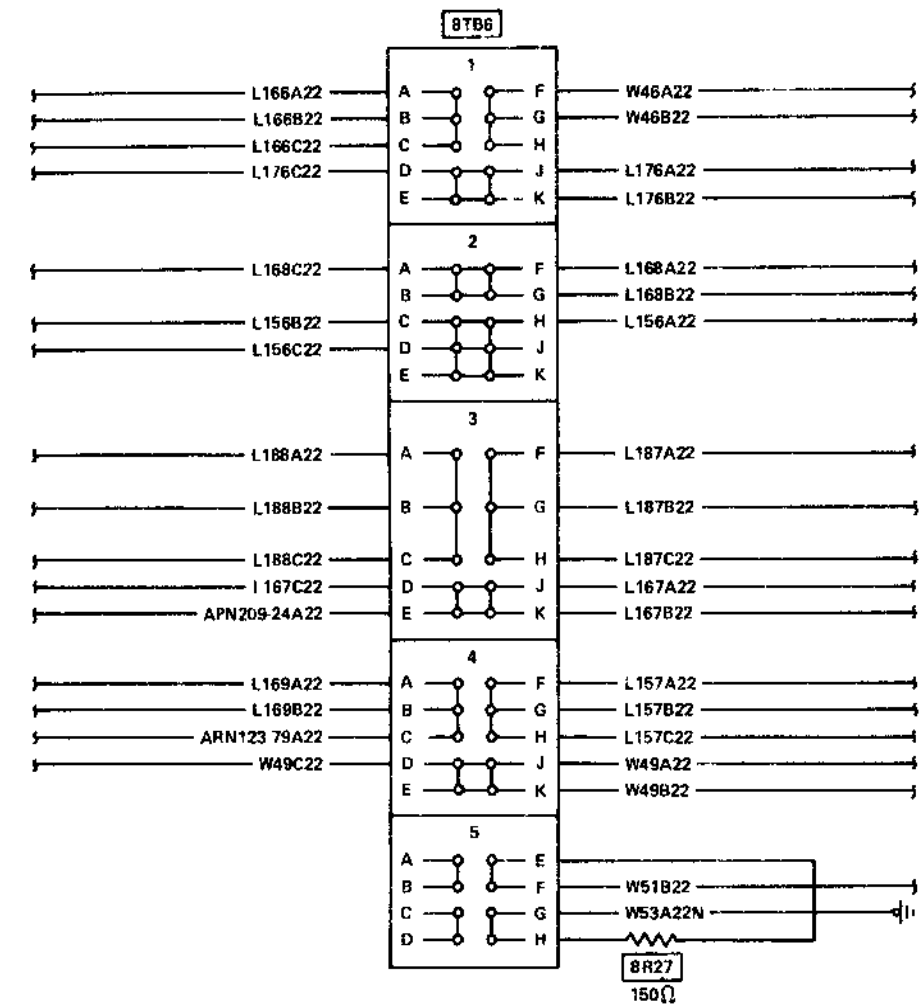 8TB6
1
L166A22 A F W46A22
L166B22 B G W46B22
L166C22 C H
L176C22 D J L176A22
E K L176B22
2
L168C22 A F L168A22
B G L168B22
L156B22 C H L156A22
L156C22 D J
E K
3
L188A22 A F L187A22
L188B22 B G L187B22
L188C22 C H L187C22
L167C22 D J L167A22
APN209-24A22 E K L167B22
4
L169A22 A F L157A22
L169B22 B G L157B22
ARN123 79A22 C H L157C22
W49C22 D J W49A22
E K W49B22
5
A E
B F W51B22
C G W53A22N
D H
8R27
150Ω